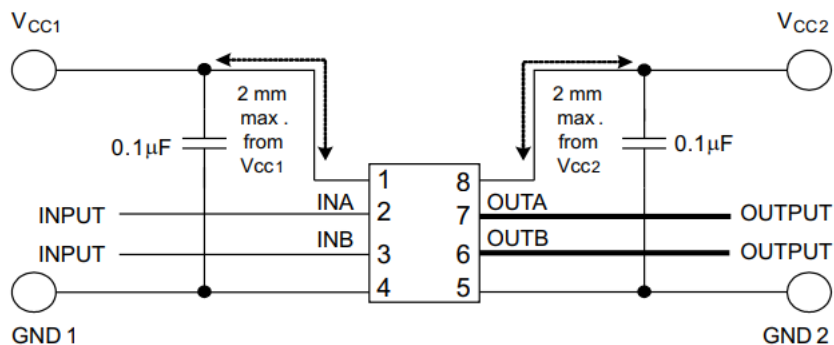 VCC1
VCC2
2 mm
max .
from
VCC1
2 mm
max .
from
VCC2
0.1μF
0.1μF
1
8
INPUT
INA
2
7
OUTA
OUTPUT
INPUT
INB
3
6
OUTB
OUTPUT
4
5
GND 1
GND 2